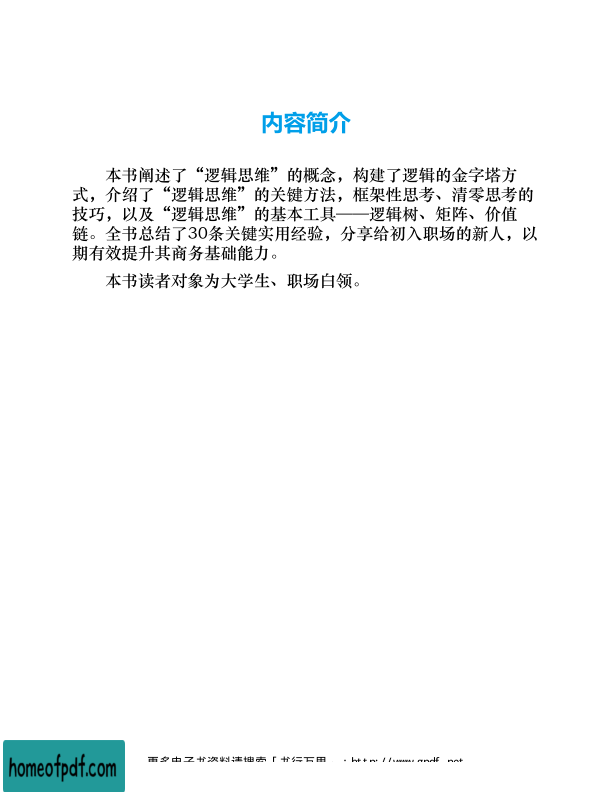 内容简介
本书阐述了“逻辑思维”的概念，构建了逻辑的金字塔方
式，介绍了“逻辑思维”的关键方法，框架性思考、清零思考的
技巧，以及“逻辑思维”的基本工具——逻辑树、矩阵、价值
链。全书总结了30条关键实用经验，分享给初入职场的新人，以
期有效提升其商务基础能力。
本书读者对象为大学生、职场白领。
更多电子书资料请搜索「书行万里
homeofpdf.com